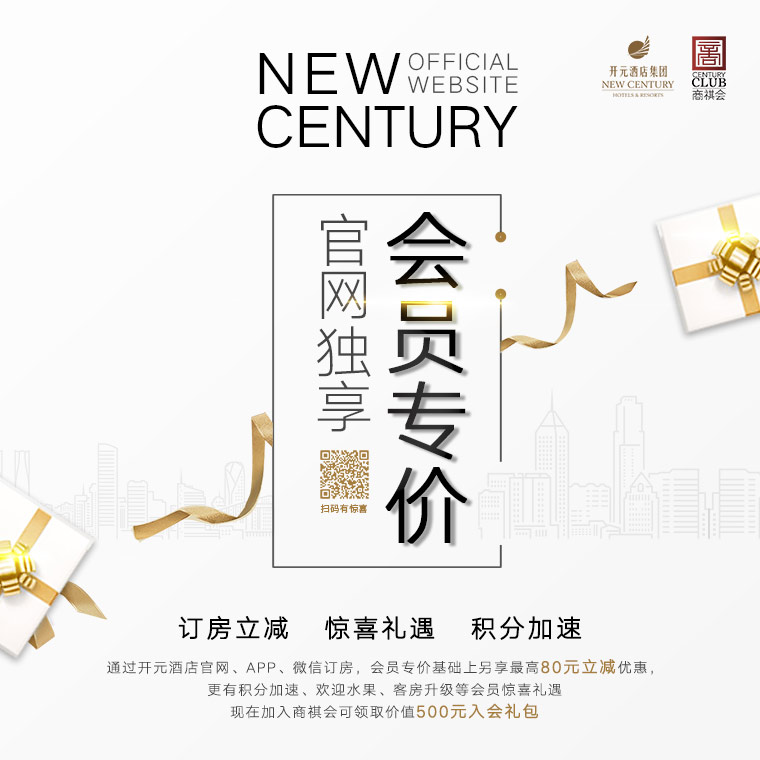 NEW OFFICIAL WEBSITE
CENTURY
开元酒店集团
NEW CENTURY
HOTELS & RESORTS
CENTURY
CLUB
商祺会
会员专价
官网独享
扫码有惊喜
订房立减 惊喜礼遇 积分加速
通过开元酒店官网、APP、微信订房，会员专价基础上另享最高80元立减优惠，
更有积分加速、欢迎水果、客房升级等会员惊喜礼遇
现在加入商祺会可领取价值500元入会礼包